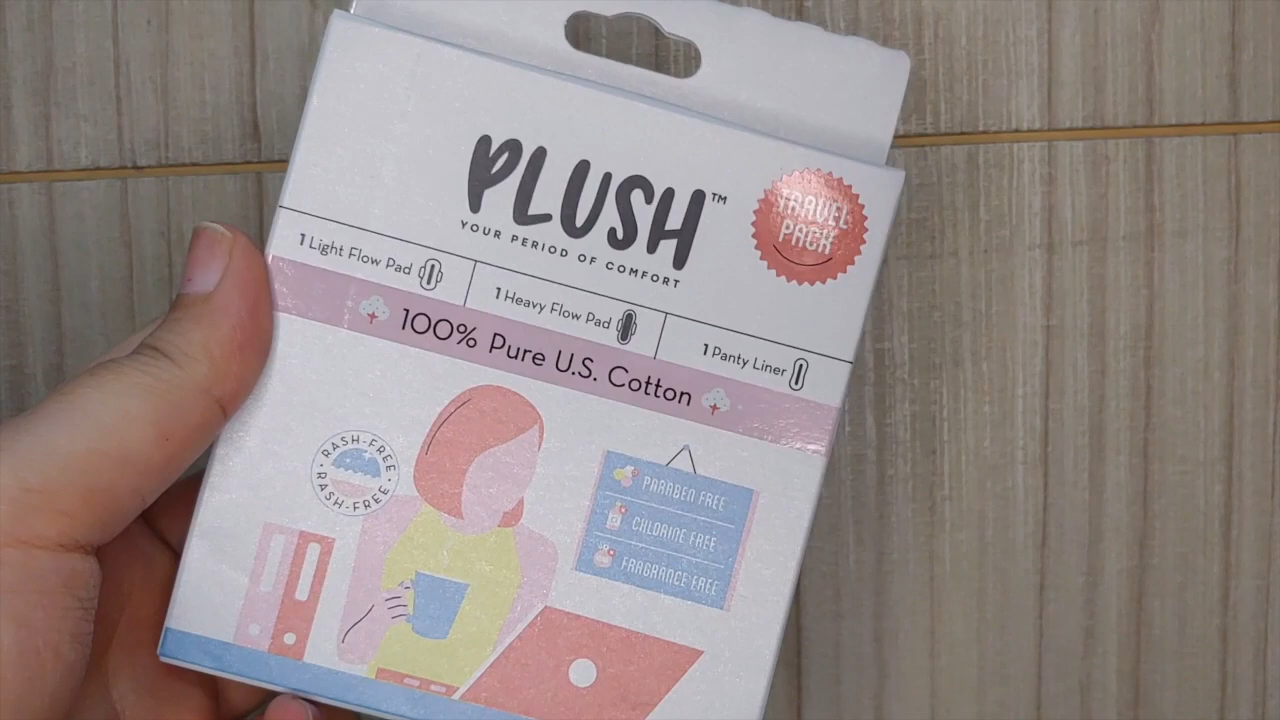 PLUSH™
YOUR PERIOD OF COMFORT
TRAVEL
PACK
1 Light Flow Pad
1 Heavy Flow Pad
1 Panty Liner
100% Pure U.S. Cotton
RASH-FREE
RASH-FREE
PARABEN FREE
CHLORINE FREE
FRAGRANCE FREE